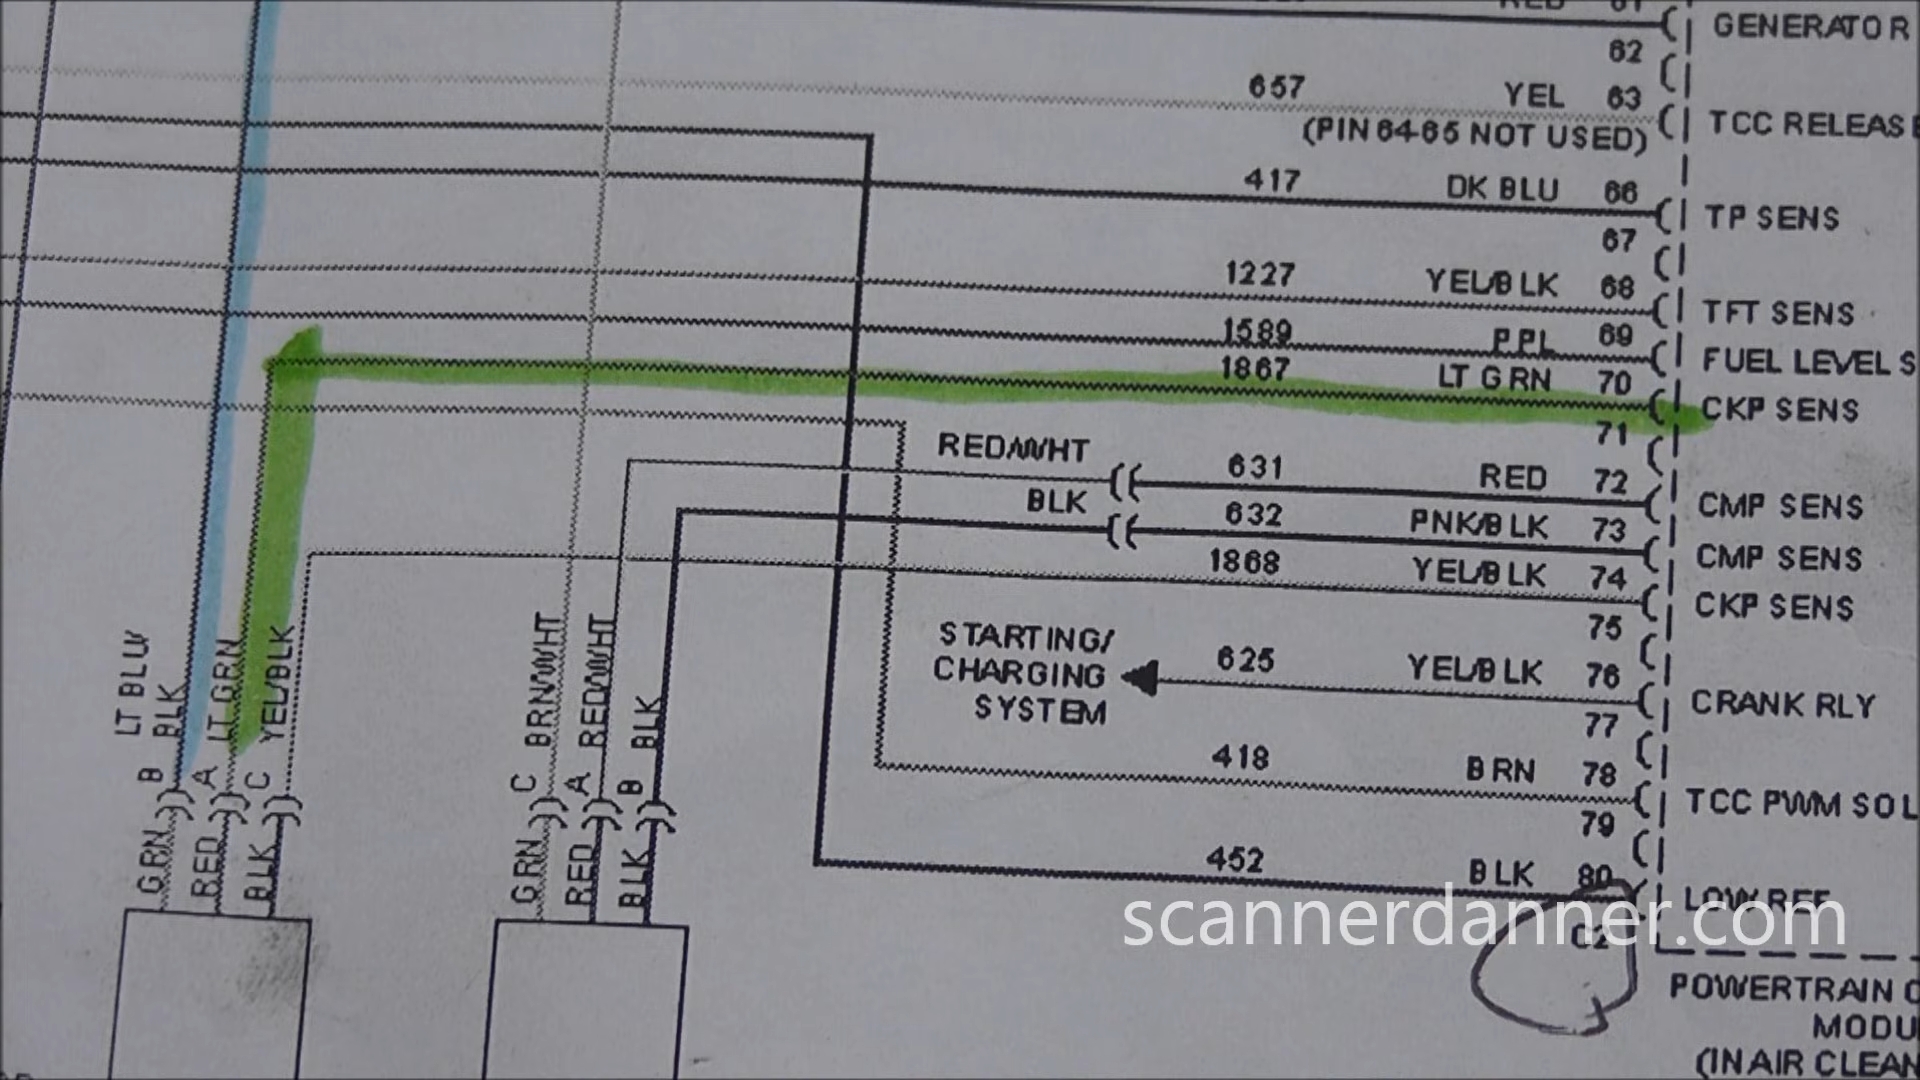 RED 61
GENERATOR
62
657 YEL 63
(PIN 64-65 NOT USED)
TCC RELEASE
417 DK BLU 66
TP SENS
67
1227 YEL/BLK 68
TFT SENS
1589 PPL 69
FUEL LEVEL S
1867 LT GRN 70
CKP SENS
71
RED/WHT 631 RED 72
CMP SENS
BLK 632 PNK/BLK 73
CMP SENS
1868 YEL/BLK 74
CKP SENS
75
STARTING/
CHARGING
SYSTEM
625 YEL/BLK 76
CRANK RLY
77
418 BRN 78
TCC PWM SOL
79
452 BLK 80
LOW REF
C2
POWERTRAIN C
MODU
(IN AIR CLEAN
LT BLU
B BLK
A LT GRN
C YEL/BLK
GRN
RED
BLK
C BRN/WHT
A RED/WHT
B BLK
GRN
RED
BLK
scannerdanner.com